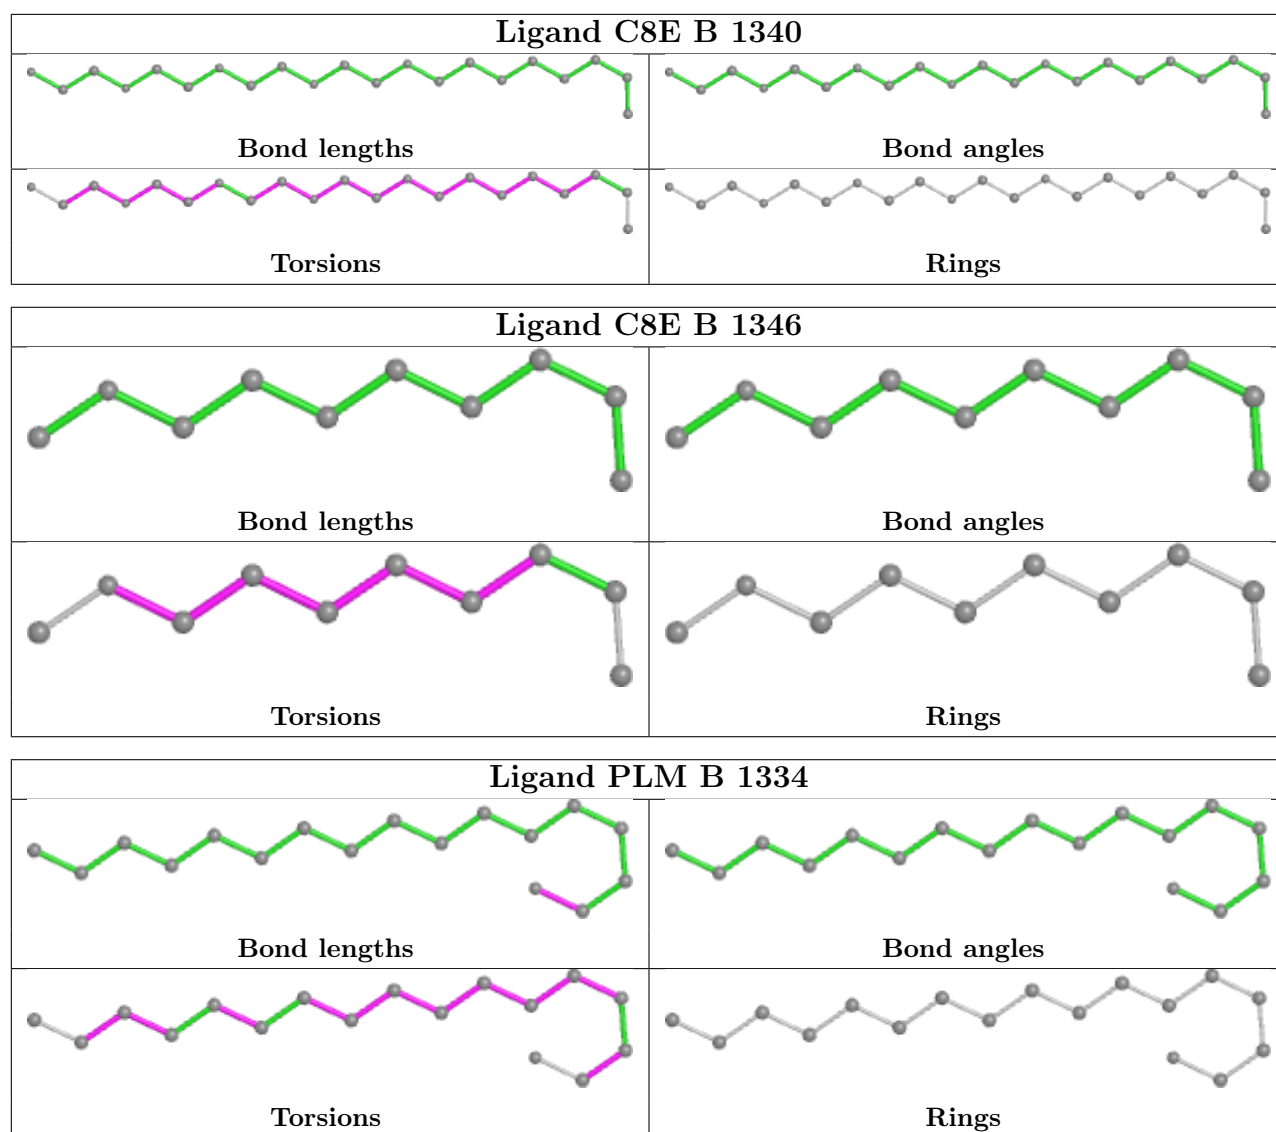 Ligand C8E B 1340
Bond lengths
Bond angles
Torsions
Rings
Ligand C8E B 1346
Bond lengths
Bond angles
Torsions
Rings
Ligand PLM B 1334
Bond lengths
Bond angles
Torsions
Rings